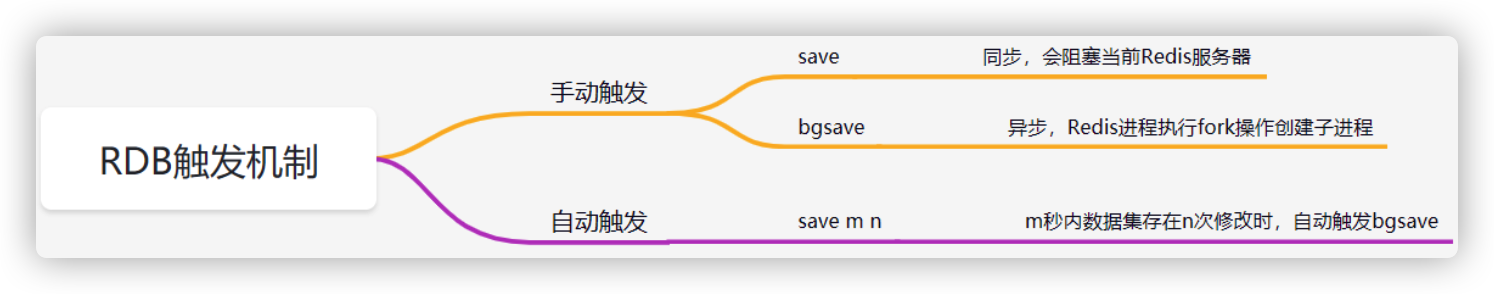 RDB触发机制
手动触发
save
同步，会阻塞当前Redis服务器
bgsave
异步，Redis进程执行fork操作创建子进程
自动触发
save m n
m秒内数据集存在n次修改时，自动触发bgsave